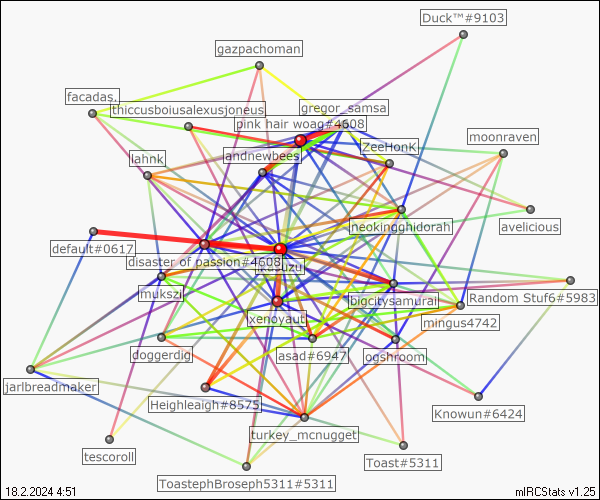 Duck™#9103
gazpachoman
facadas.
thiccusboiusalexusjoneus
gregor_samsa
pink hair woag#4608
moonraven
lahnk
andnewbees
ZeeHonK
default#0617
neokingghidorah
avelicious
disaster of passion#4608
mukszi
bigcitysamurai
Random Stuf6#5983
xenoyaut
mingus4742
doggerdig
asad#6947
ogshroom
jarlbreadmaker
Heighleaigh#8575
Knowun#6424
turkey_mcnugget
tescoroll
Toast#5311
ToastephBroseph5311#5311
18.2.2024 4:51
mIRCStats v1.25